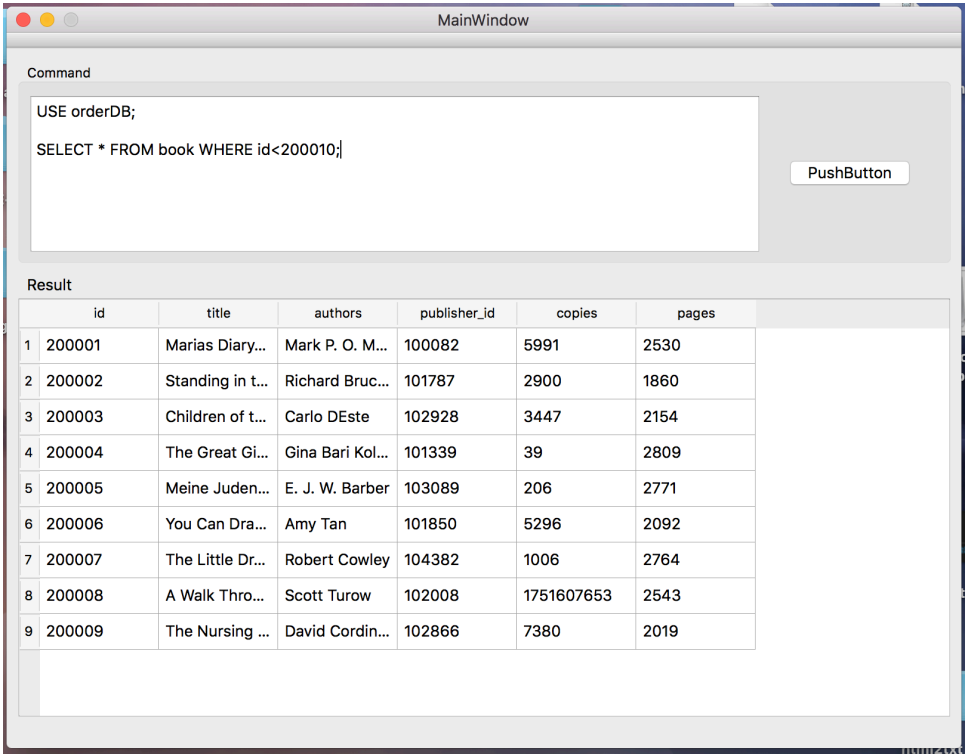 MainWindow
Command
USE orderDB;
SELECT * FROM book WHERE id<200010;
PushButton
Result
id title authors publisher_id copies pages
1 200001 Marias Diary... Mark P. O. M... 100082 5991 2530
2 200002 Standing in t... Richard Bruc... 101787 2900 1860
3 200003 Children of t... Carlo DEste 102928 3447 2154
4 200004 The Great Gi... Gina Bari Kol... 101339 39 2809
5 200005 Meine Juden... E. J. W. Barber 103089 206 2771
6 200006 You Can Dra... Amy Tan 101850 5296 2092
7 200007 The Little Dr... Robert Cowley 104382 1006 2764
8 200008 A Walk Thro... Scott Turow 102008 1751607653 2543
9 200009 The Nursing ... David Cordin... 102866 7380 2019